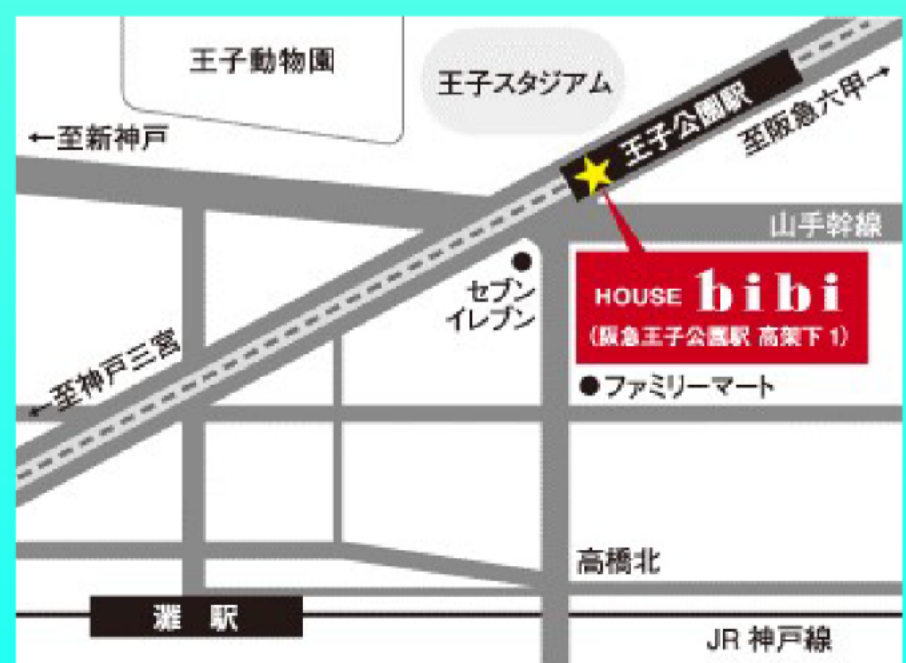 王子動物園
王子スタジアム
王子公園駅
至阪急六甲→
←至新神戸
山手幹線
セブン
イレブン
HOUSE bibi
(阪急王子公園駅 高架下1)
←至神戸三宮
●ファミリーマート
高橋北
灘 駅
JR 神戸線